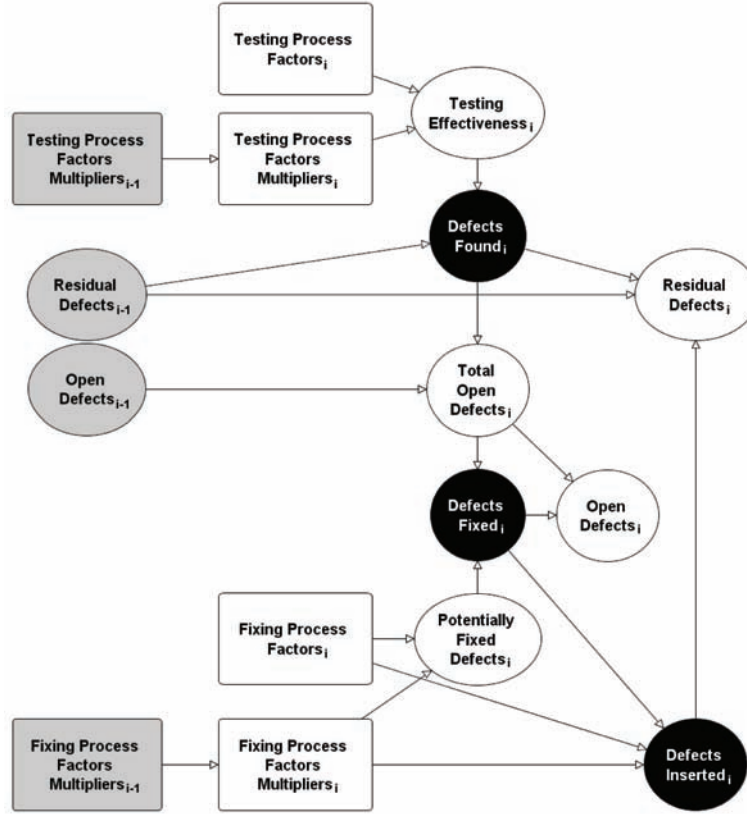 Testing Process
Factors i
Testing Process
Factors
Multipliers i-1
Testing Process
Factors
Multipliers i
Testing
Effectiveness i
Defects
Found i
Residual
Defects i-1
Residual
Defects i
Open
Defects i-1
Total
Open
Defects i
Defects
Fixed i
Open
Defects i
Fixing Process
Factors i
Potentially
Fixed
Defects i
Fixing Process
Factors
Multipliers i-1
Fixing Process
Factors
Multipliers i
Defects
Inserted i